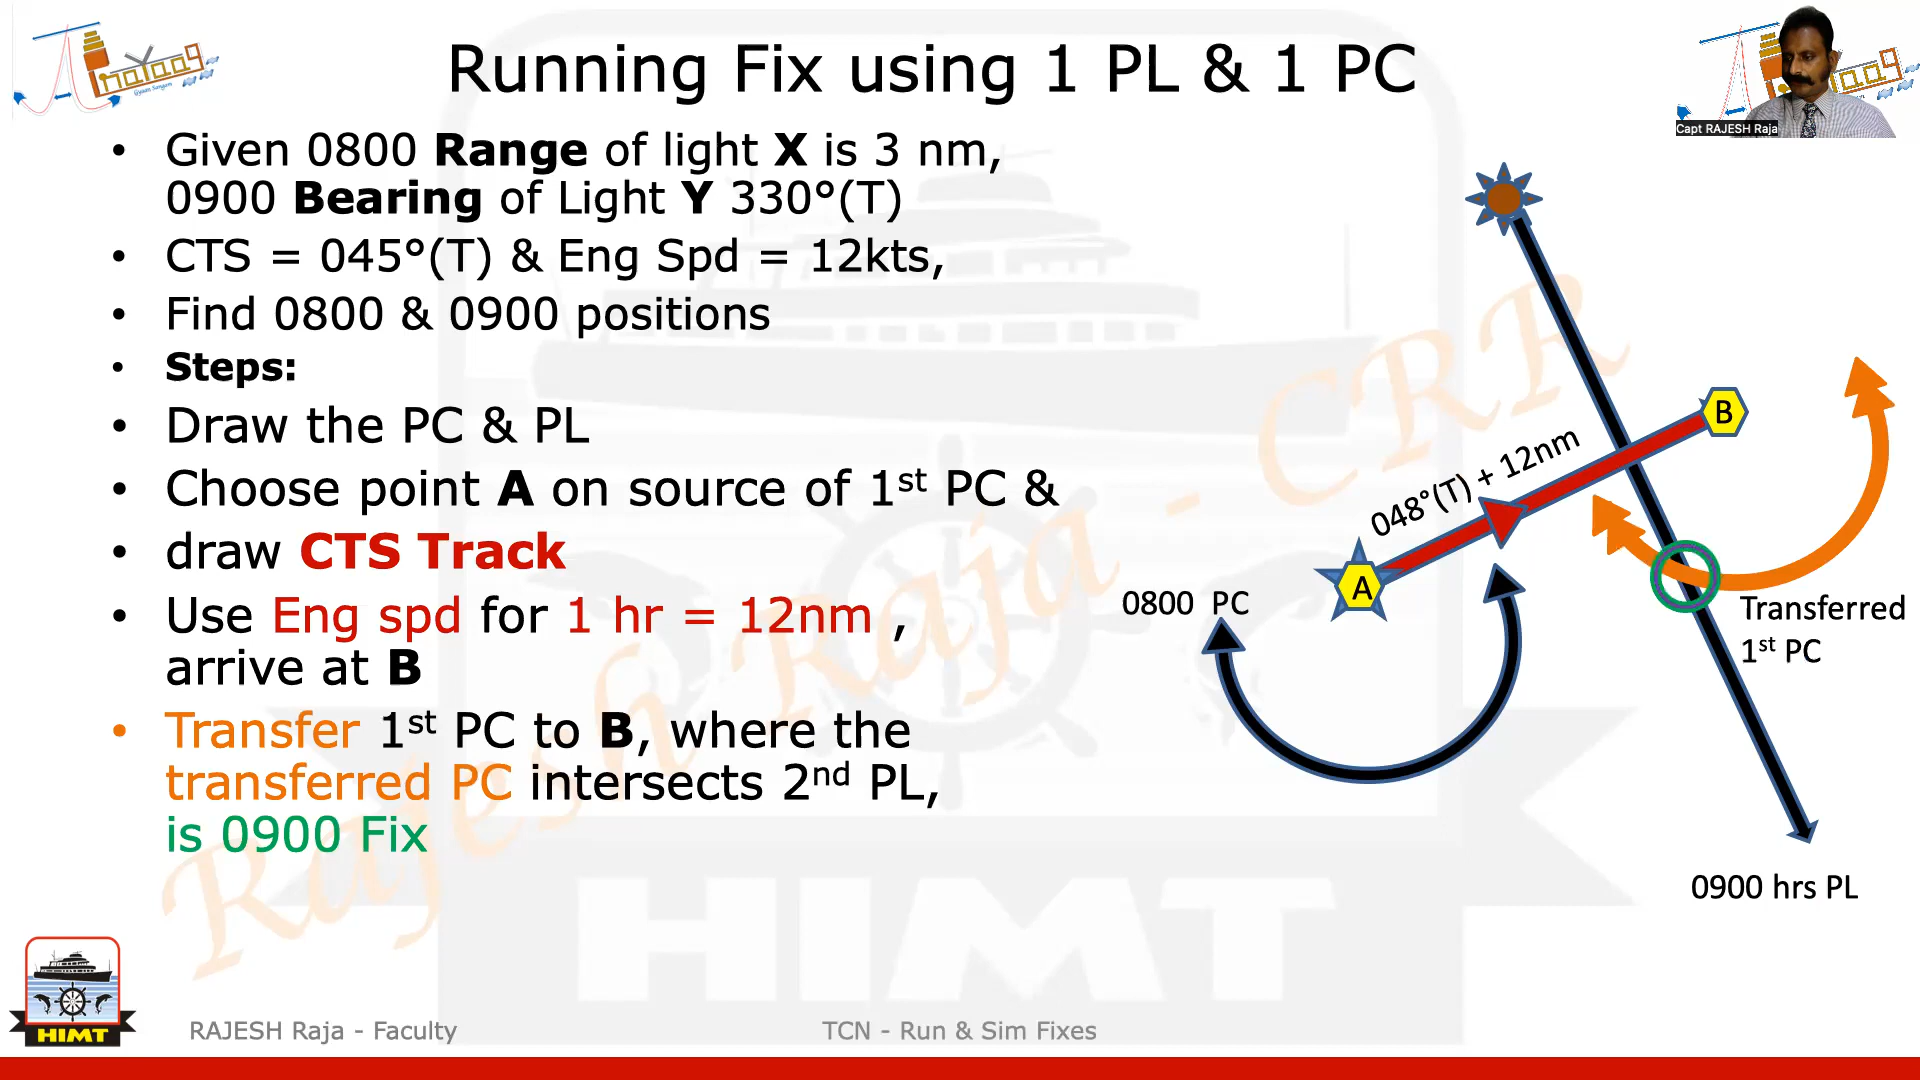 Running Fix using 1 PL & 1 PC
Capt RAJESH Raja
• Given 0800 Range of light X is 3 nm,
0900 Bearing of Light Y 330°(T)
• CTS = 045°(T) & Eng Spd = 12kts,
• Find 0800 & 0900 positions
• Steps:
• Draw the PC & PL
• Choose point A on source of 1st PC &
• draw CTS Track
• Use Eng spd for 1 hr = 12nm ,
arrive at B
• Transfer 1st PC to B, where the
transferred PC intersects 2nd PL,
is 0900 Fix
B
048°(T) + 12nm
A
0800 PC
Transferred
1st PC
0900 hrs PL
Rajesh Raja - CRR
HIMT
HIMT
RAJESH Raja - Faculty
TCN - Run & Sim Fixes